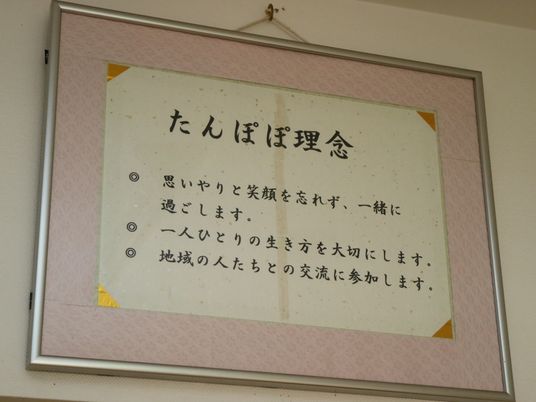 たんぽぽ理念
◎ 思いやりと笑顔を忘れず、一緒に
過ごします。
◎ 一人ひとりの生き方を大切にします。
◎ 地域の人たちとの交流に参加します。